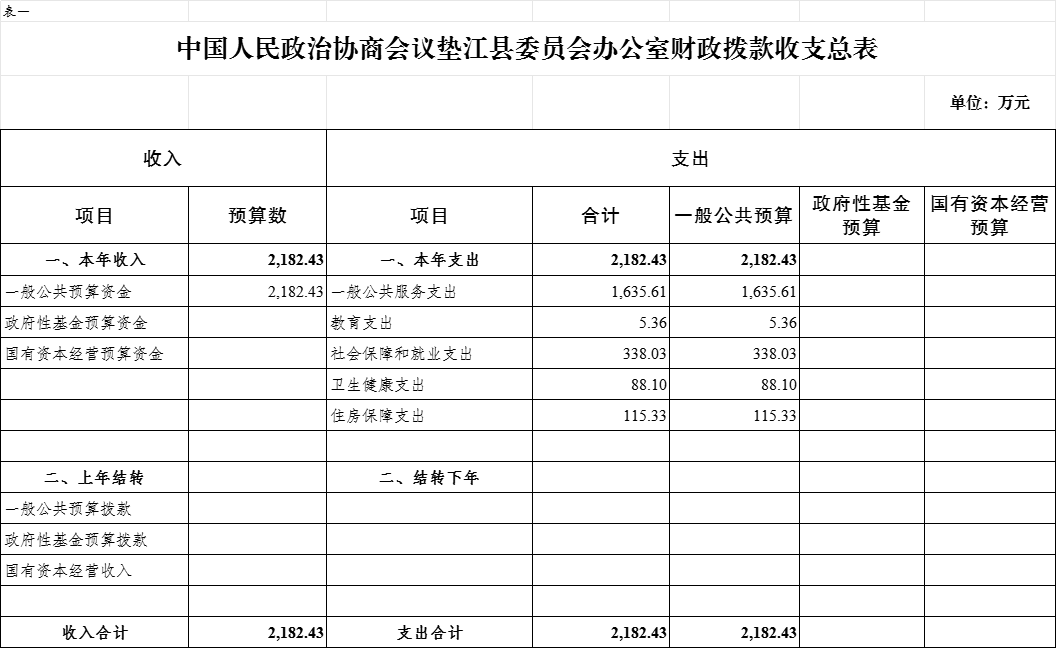 表一
中国人民政治协商会议垫江县委员会办公室财政拨款收支总表
单位：万元
收入 支出
项目 预算数 项目 合计 一般公共预算 政府性基金预算 国有资本经营预算
一、本年收入 2,182.43 一、本年支出 2,182.43 2,182.43
一般公共预算资金 2,182.43 一般公共服务支出 1,635.61 1,635.61
政府性基金预算资金 教育支出 5.36 5.36
国有资本经营预算资金 社会保障和就业支出 338.03 338.03
卫生健康支出 88.10 88.10
住房保障支出 115.33 115.33
二、上年结转 二、结转下年
一般公共预算拨款
政府性基金预算拨款
国有资本经营收入
收入合计 2,182.43 支出合计 2,182.43 2,182.43